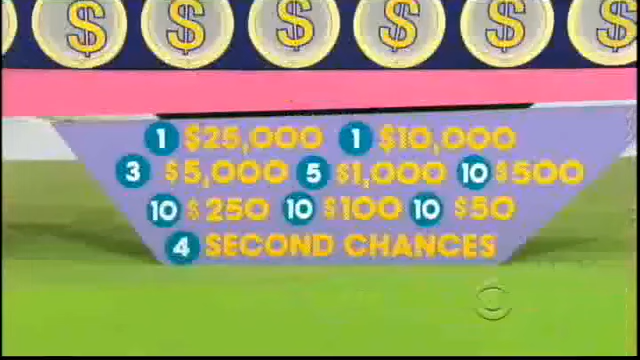 $ $ $ $ $ $
1 $25,000 1 $10,000
3 $5,000 5 $1,000 10 $500
10 $250 10 $100 10 $50
4 SECOND CHANCES